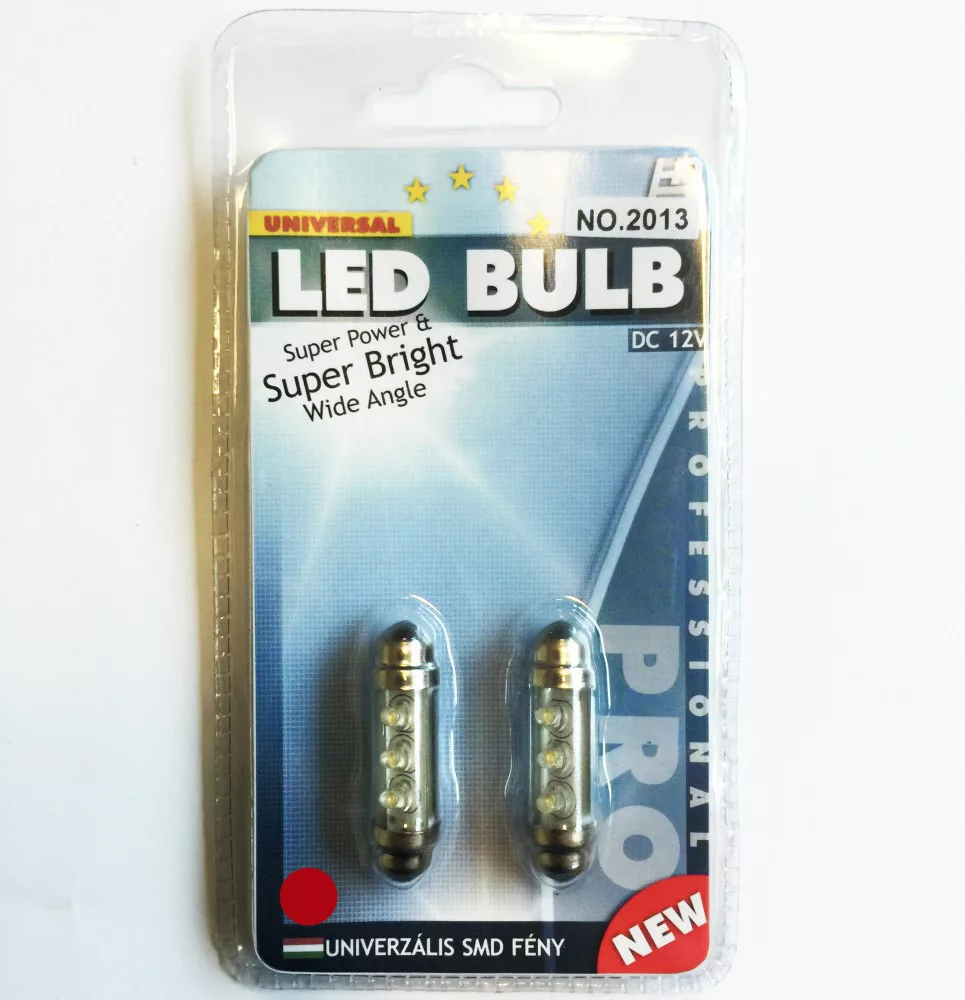 UNIVERSAL
NO.2013
LED BULB
DC 12V
Super Power &
Super Bright
Wide Angle
PROFESSIONAL
PRO
NEW
UNIVERZÁLIS SMD FÉNY